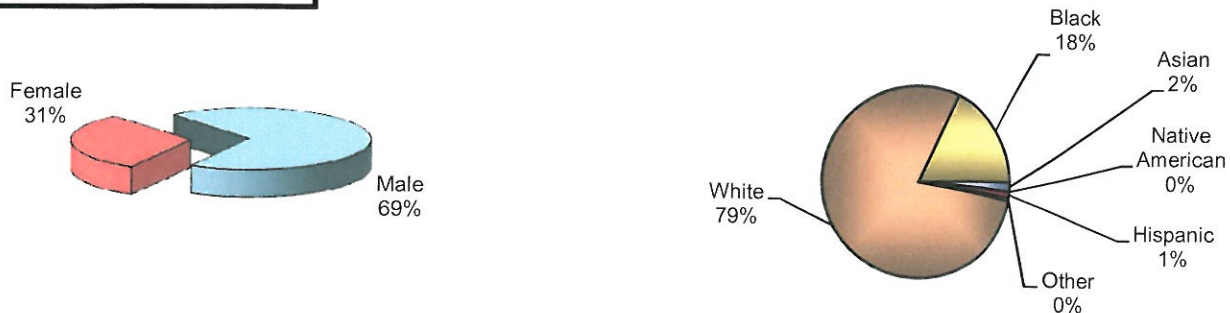 Female
31%
Male
69%
Black
18%
Asian
2%
Native
American
0%
White
79%
Hispanic
1%
Other
0%